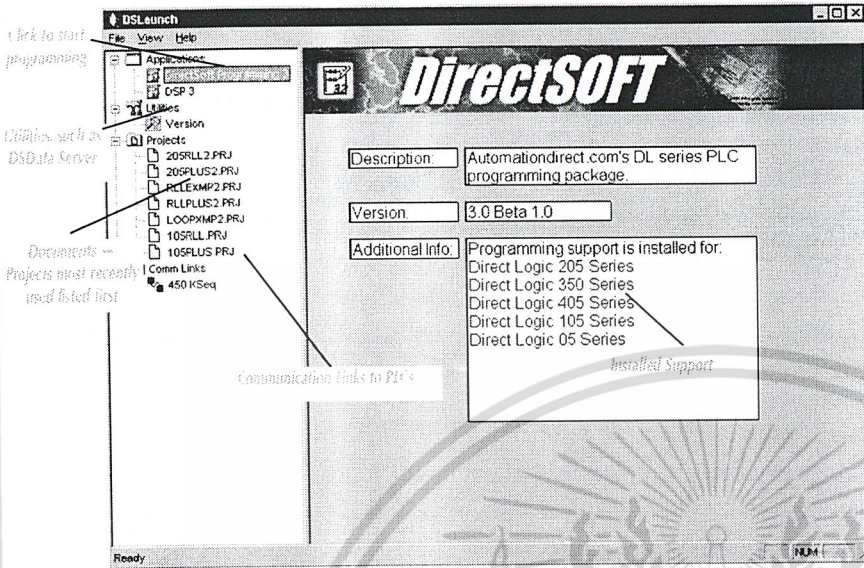 DSLaunch
File View Help
Click to start
programming
Applications
DirectSoft Programming 3
DSP 3
Utilities
Version
Utilities, such as
DSData Server
Projects
205RLL2.PRJ
205PLUS2.PRJ
RLLEXMP2.PRJ
RLLPLUS2.PRJ
LOOPXMP2.PRJ
105RLL.PRJ
105PLUS.PRJ
Documents –
Projects most recently
used listed first
Comm Links
450 KSeq
Communication Links to PLCs
DirectSOFT
Description:
Automationdirect.com's DL series PLC
programming package.
Version:
3.0 Beta 1.0
Additional Info:
Programming support is installed for:
Direct Logic 205 Series
Direct Logic 350 Series
Direct Logic 405 Series
Direct Logic 105 Series
Direct Logic 05 Series
Installed Support
Ready
NUM